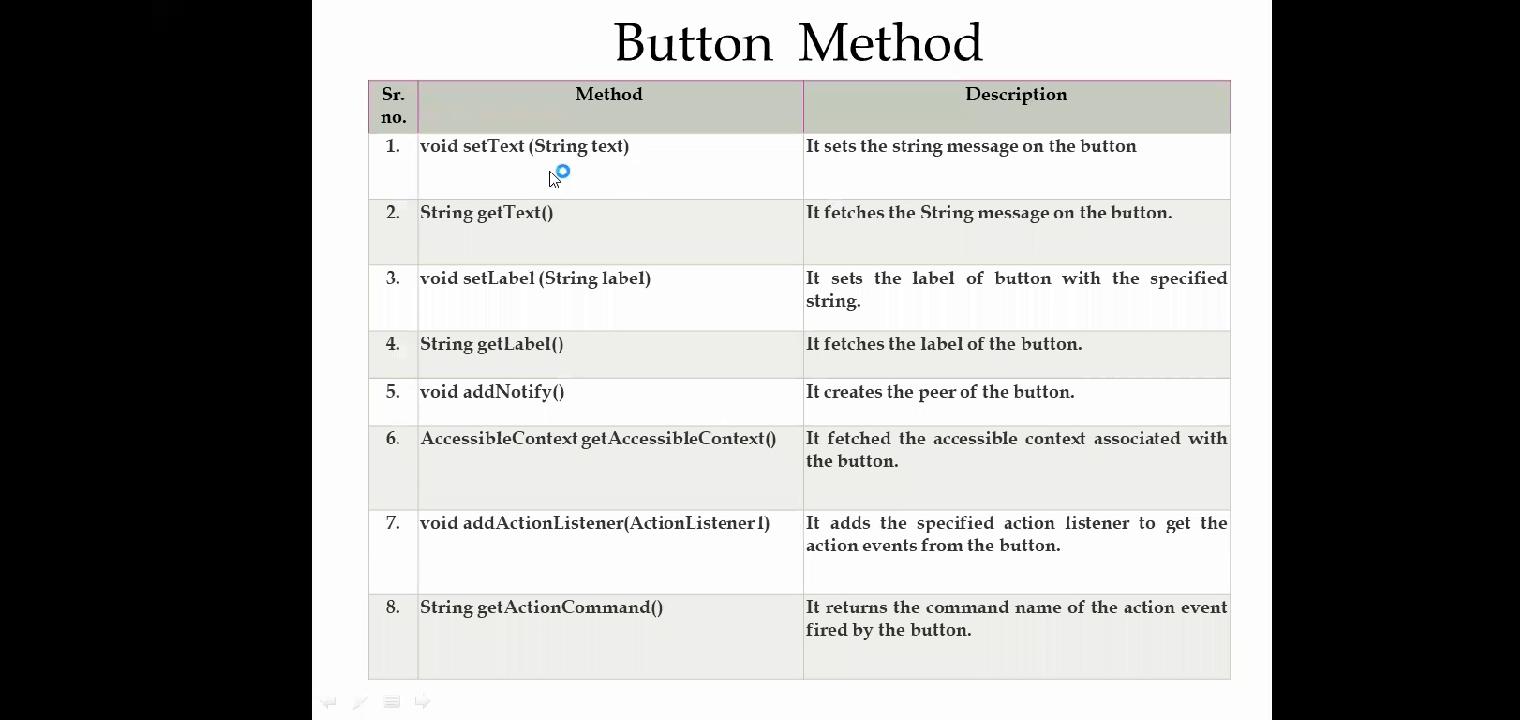 Button Method
Sr. no. Method Description
1. void setText (String text) It sets the string message on the button
2. String getText() It fetches the String message on the button.
3. void setLabel (String label) It sets the label of button with the specified
string.
4. String getLabel() It fetches the label of the button.
5. void addNotify() It creates the peer of the button.
6. AccessibleContext getAccessibleContext() It fetched the accessible context associated with
the button.
7. void addActionListener(ActionListener l) It adds the specified action listener to get the
action events from the button.
8. String getActionCommand() It returns the command name of the action event
fired by the button.